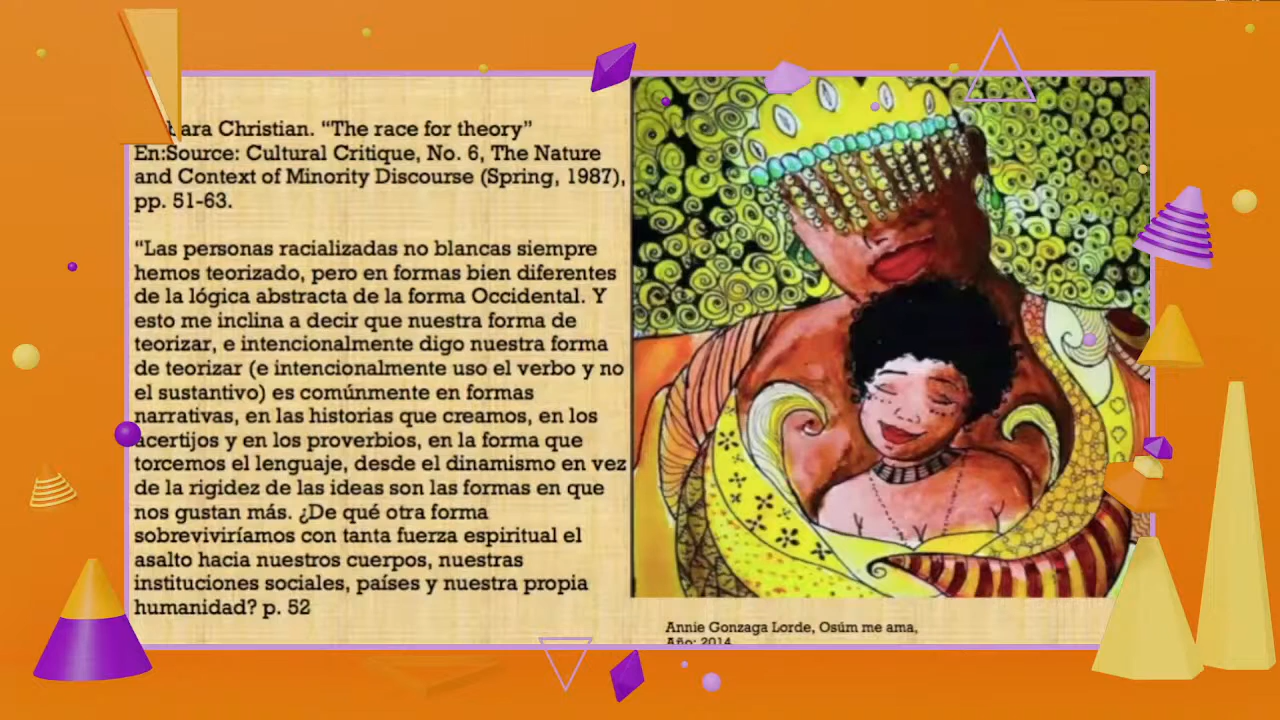 ara Christian. “The race for theory”
En:Source: Cultural Critique, No. 6, The Nature
and Context of Minority Discourse (Spring, 1987),
pp. 51-63.
“Las personas racializadas no blancas siempre
hemos teorizado, pero en formas bien diferentes
de la lógica abstracta de la forma Occidental. Y
esto me inclina a decir que nuestra forma de
teorizar, e intencionalmente digo nuestra forma
de teorizar (e intencionalmente uso el verbo y no
el sustantivo) es comúnmente en formas
narrativas, en las historias que creamos, en los
acertijos y en los proverbios, en la forma que
torcemos el lenguaje, desde el dinamismo en vez
de la rigidez de las ideas son las formas en que
nos gustan más. ¿De qué otra forma
sobreviviríamos con tanta fuerza espiritual el
asalto hacia nuestros cuerpos, nuestras
instituciones sociales, países y nuestra propia
humanidad? p. 52
Annie Gonzaga Lorde, Osúm me ama,
Año: 2014